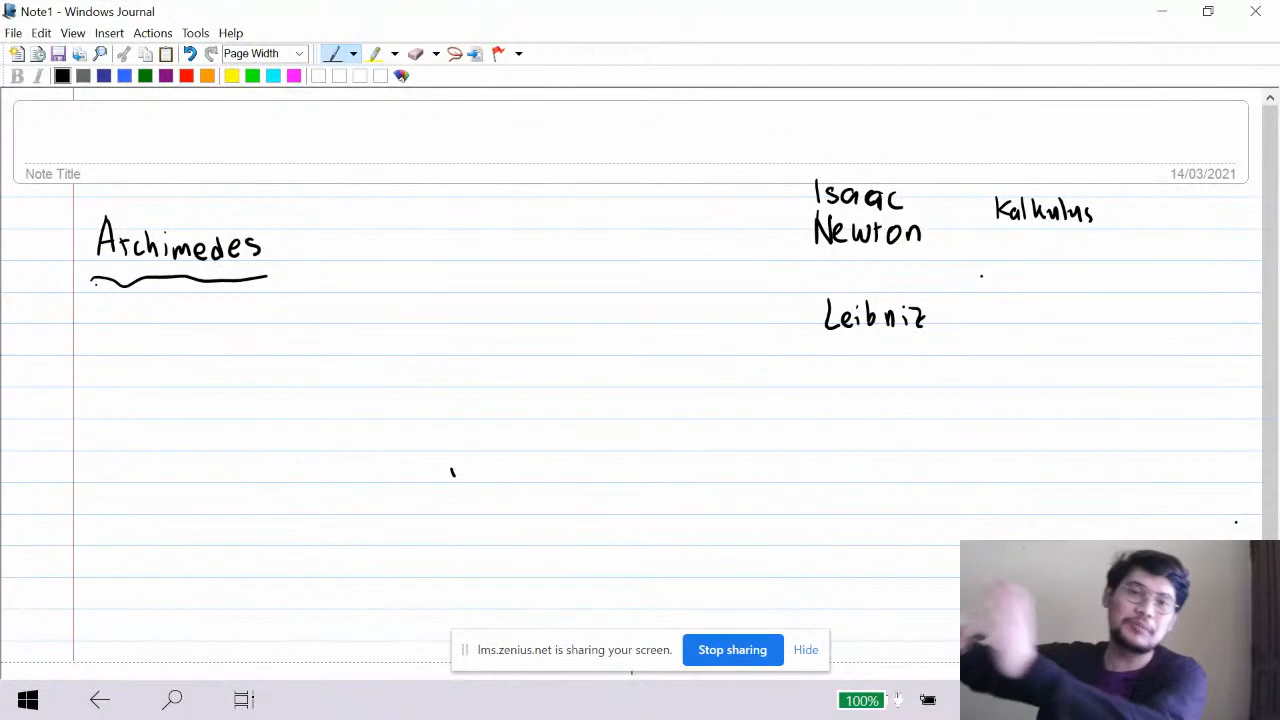 Note1 - Windows Journal
File Edit View Insert Actions Tools Help
Page Width
B I
Note Title
14/03/2021
Archimedes
Isaac
Newton
Kalkulus
Leibniz
lms.zenius.net is sharing your screen.
Stop sharing
Hide
100%